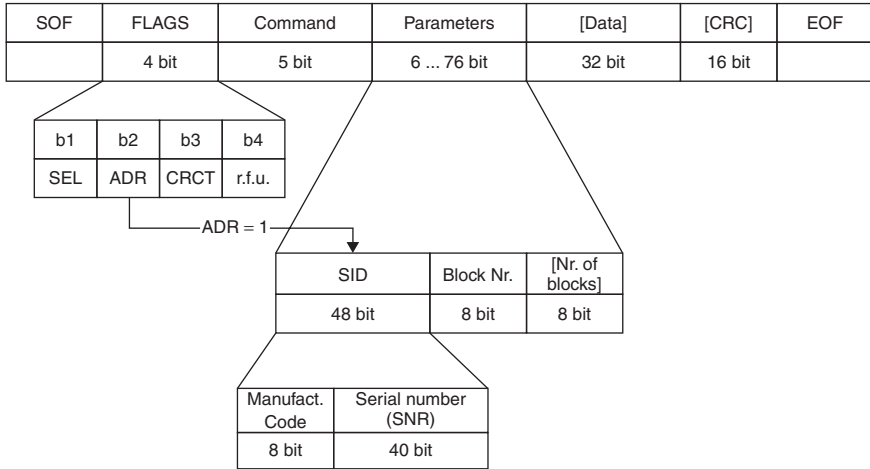 SOF FLAGS Command Parameters [Data] [CRC] EOF
4 bit 5 bit 6 ... 76 bit 32 bit 16 bit
b1 b2 b3 b4
SEL ADR CRCT r.f.u.
ADR = 1
SID Block Nr. [Nr. of
blocks]
48 bit 8 bit 8 bit
Manufact. Serial number
Code (SNR)
8 bit 40 bit